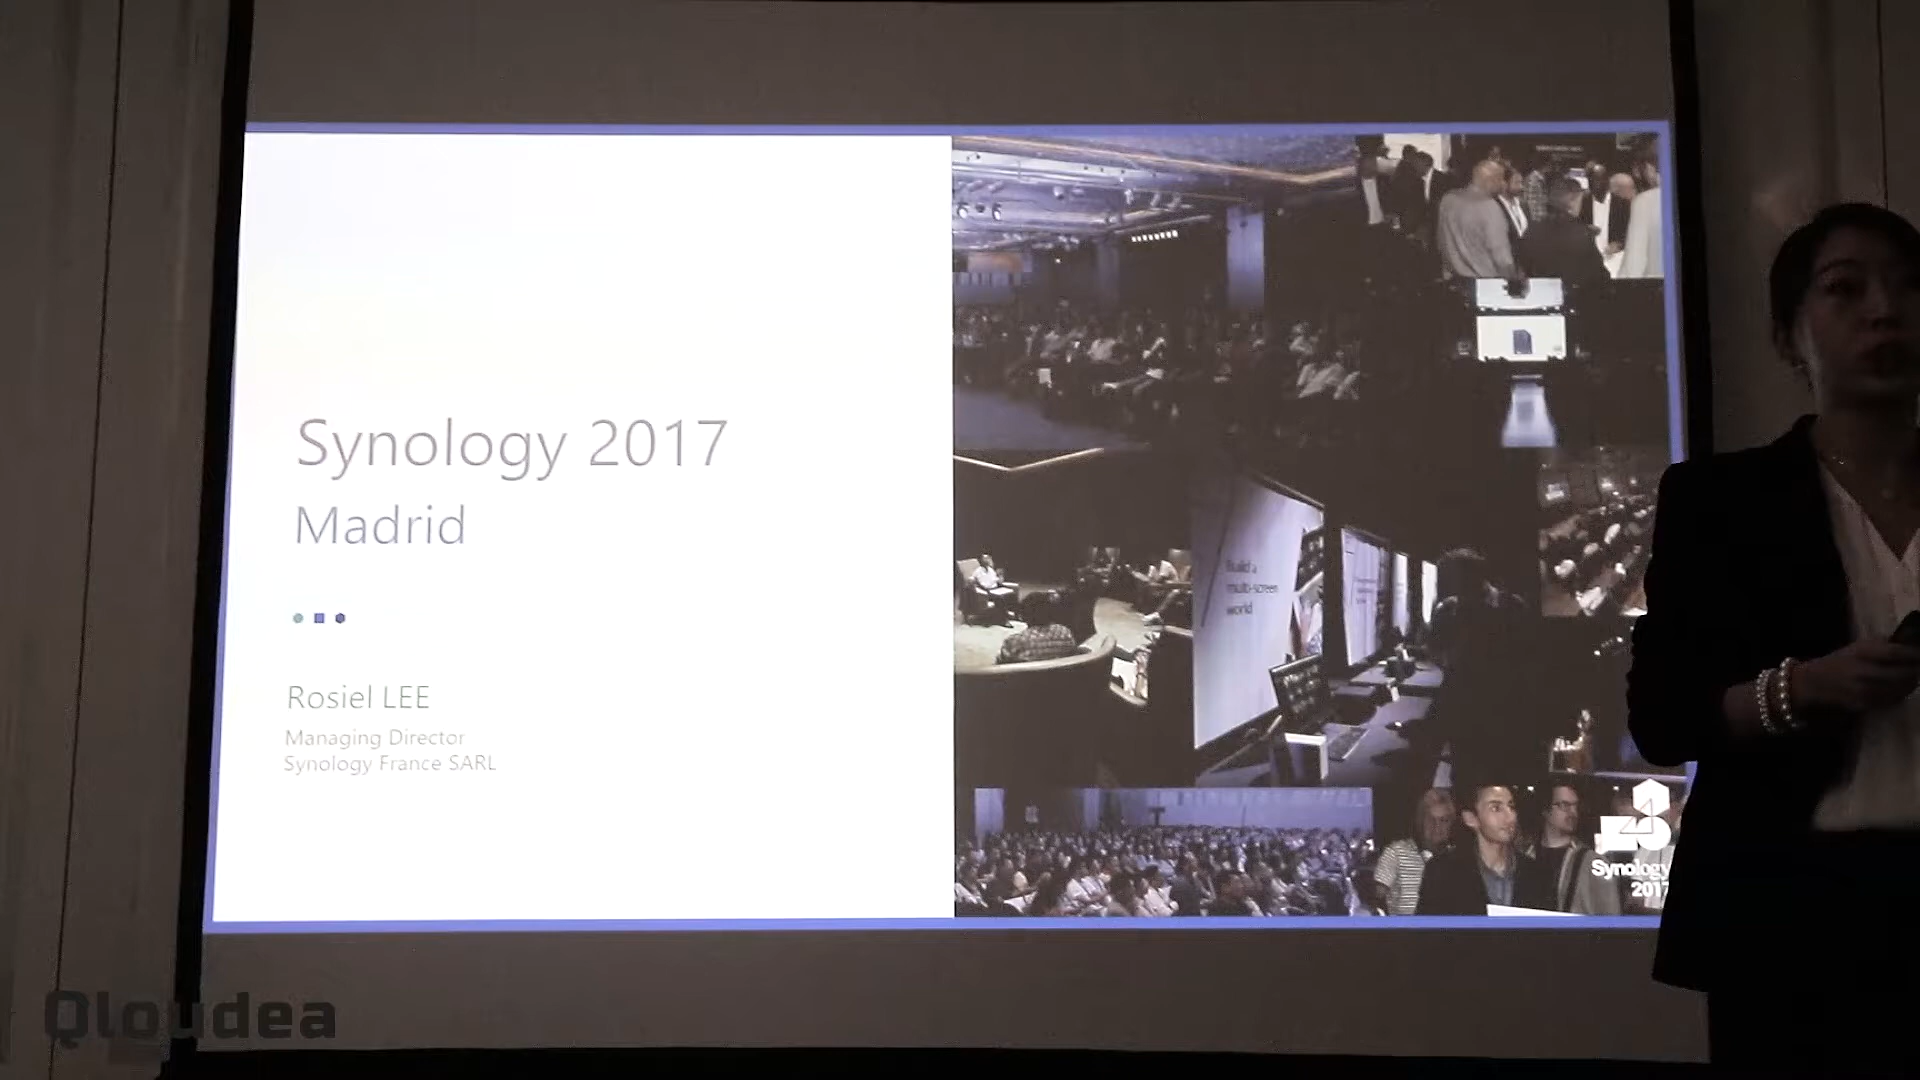 Synology 2017
Madrid
Rosiel LEE
Managing Director
Synology France SARL
Build a
multi-screen
world
Synology
2017
Qloudea